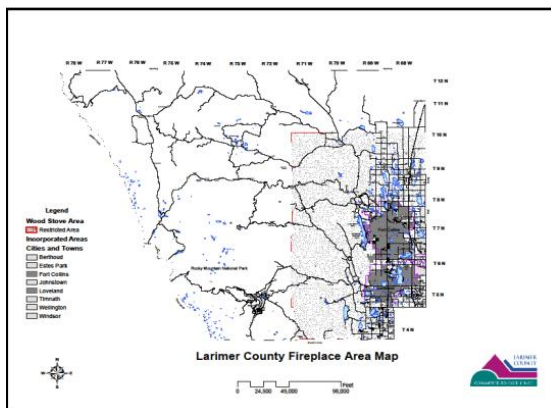 R 78 W R 77 W R 76 W R 75 W R 74 W R 73 W R 72 W R 71 W R 70 W R 69 W R 68 W
T 12 N
T 11 N
T 10 N
T 9 N
T 8 N
T 7 N
T 6 N
T 5 N
T 4 N
Fort Collins
Rocky Mountain National Park
Legend
Wood Stove Area
Restricted Area
Incorporated Areas
Cities and Towns
Berthoud
Estes Park
Fort Collins
Johnstown
Loveland
Timnath
Wellington
Windsor
Larimer County Fireplace Area Map
Feet
0 24,500 49,000 98,000
N
LARIMER
COUNTY